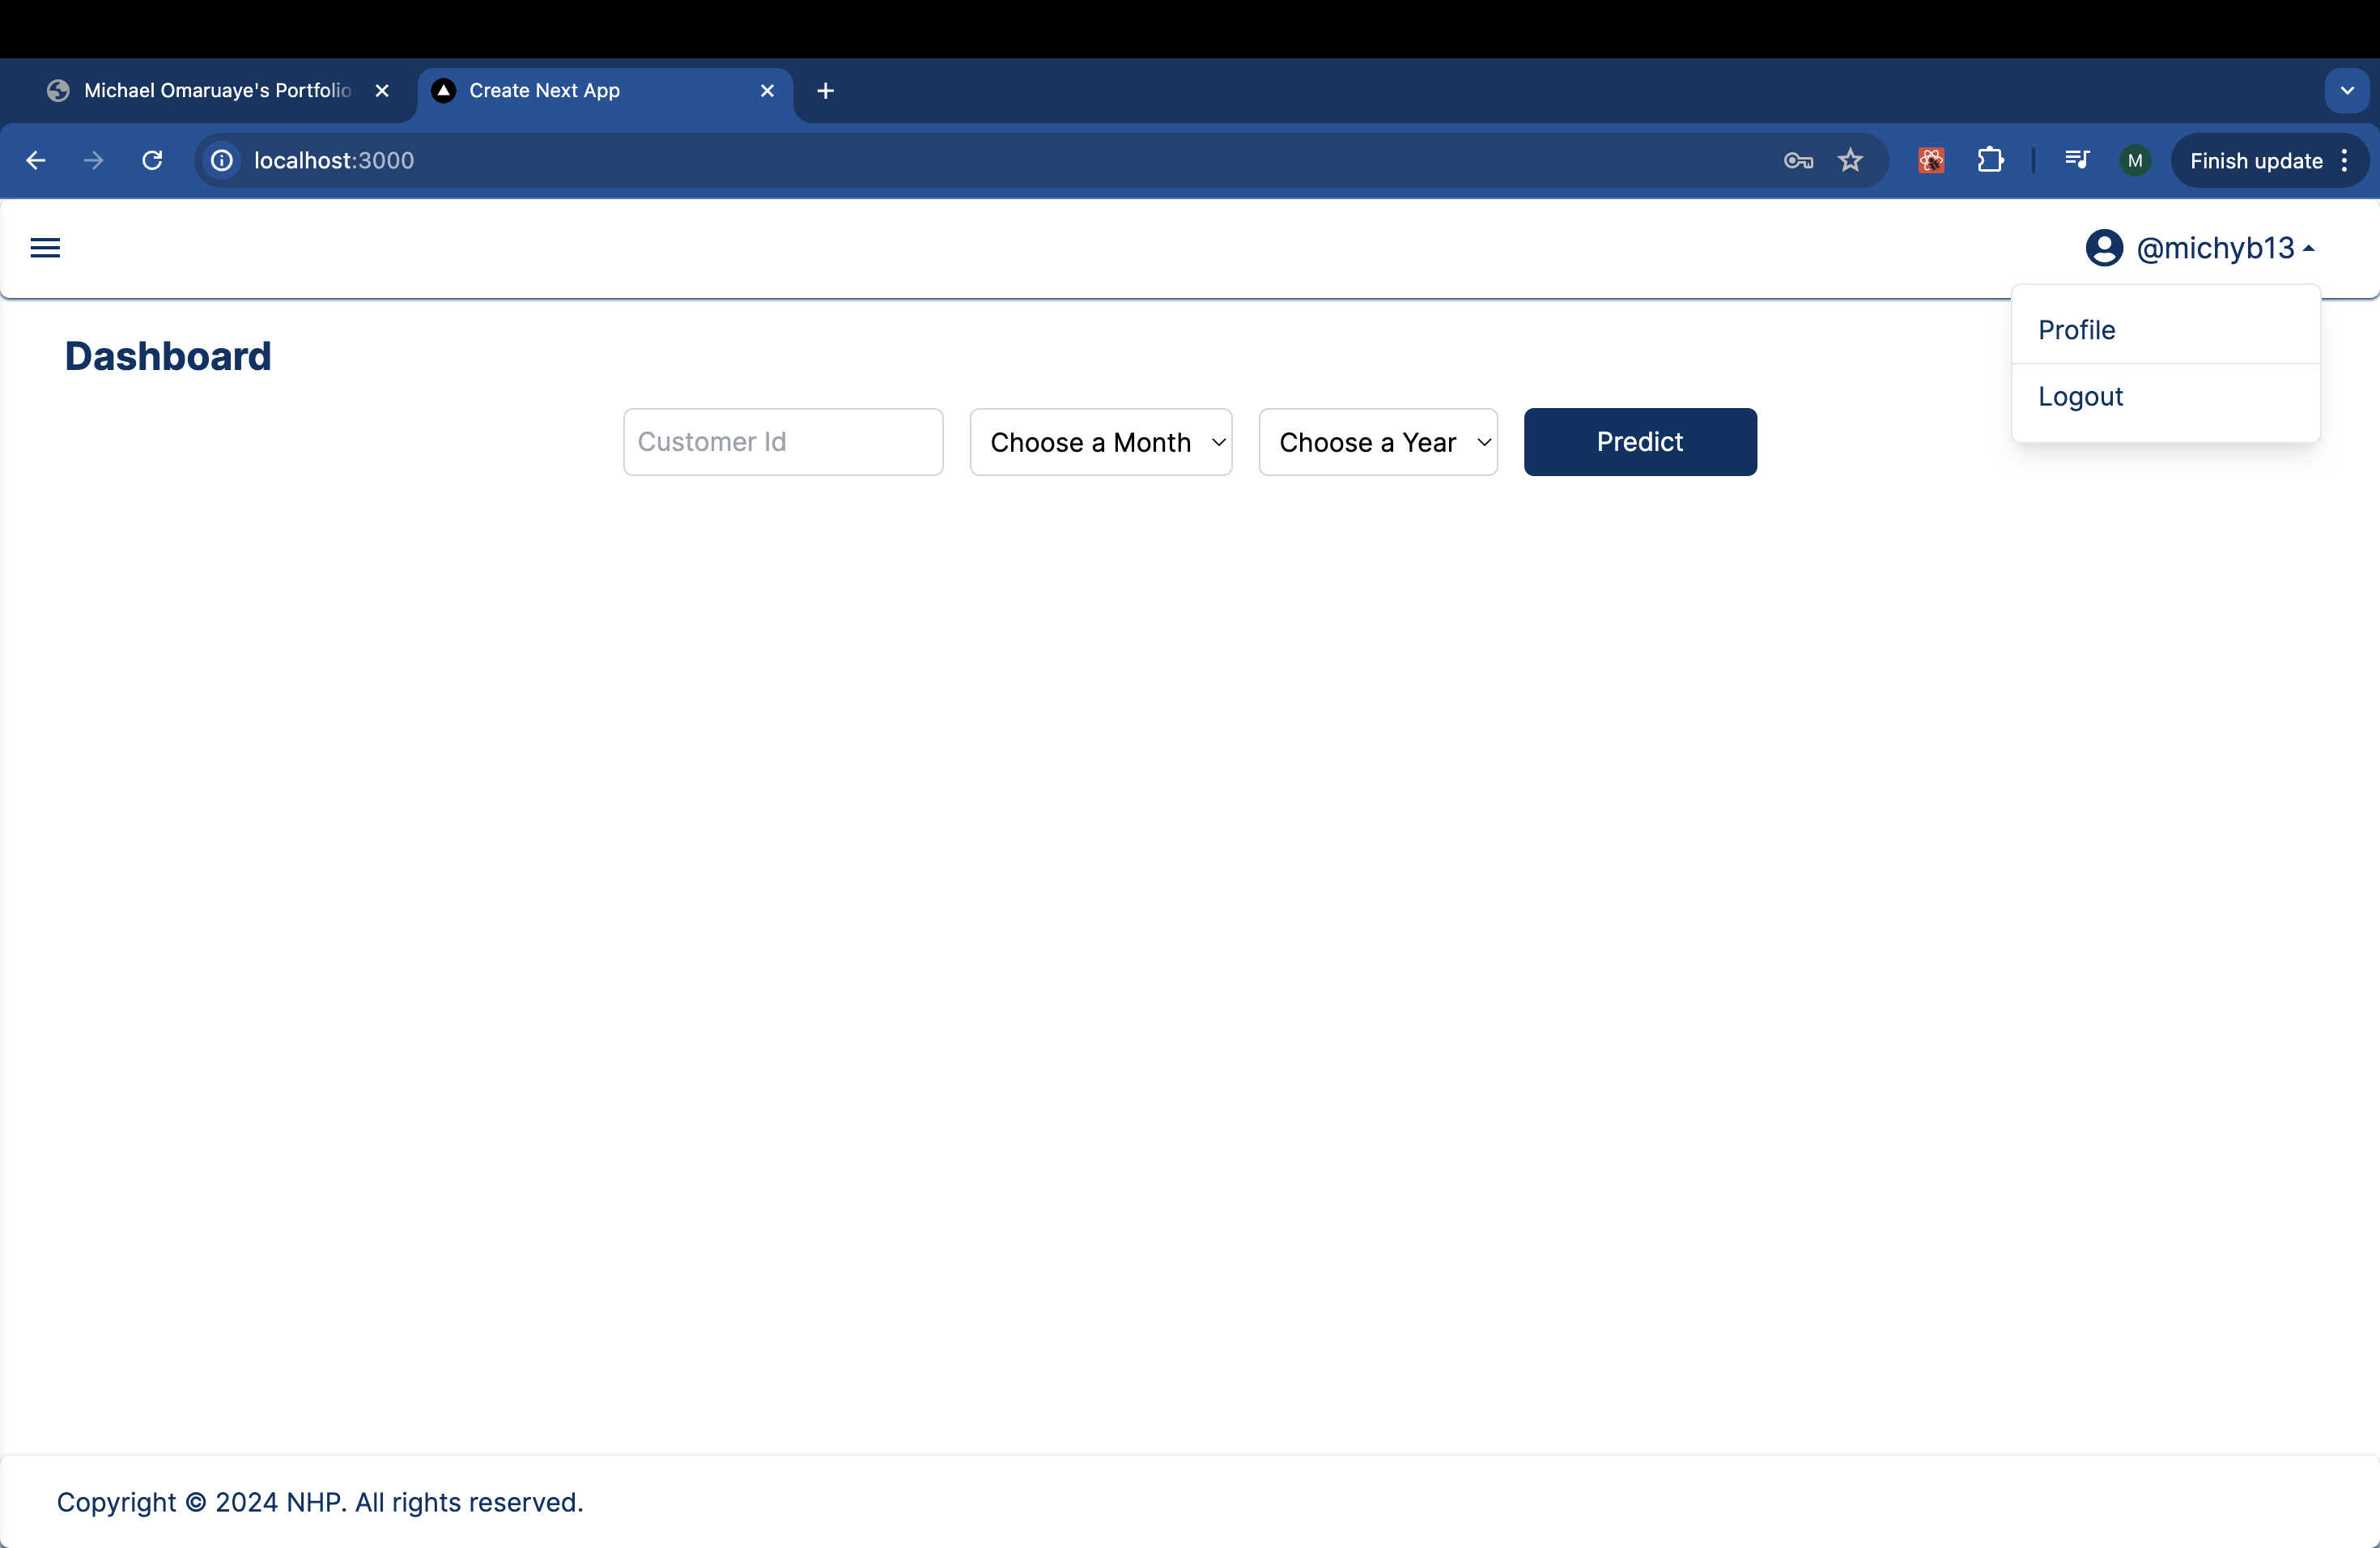 Michael Omaruaye's Portfolio
Create Next App
localhost:3000
M
Finish update
@michyb13
Profile
Logout
Dashboard
Customer Id
Choose a Month
Choose a Year
Predict
Copyright © 2024 NHP. All rights reserved.